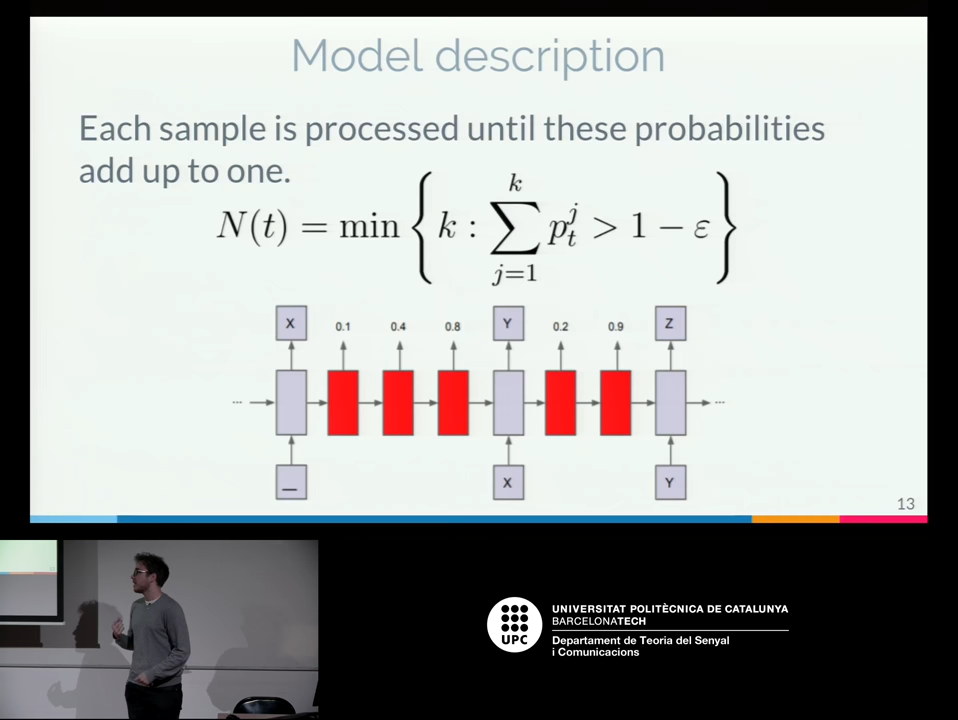 Model description
Each sample is processed until these probabilities
add up to one.
N(t) = min { k : ∑_{j=1}^{k} p_t^j > 1 − ε }
X 0.1 0.4 0.8 Y 0.2 0.9 Z
... ...
_ X Y
13
UPC
UNIVERSITAT POLITÈCNICA DE CATALUNYA
BARCELONATECH
Departament de Teoria del Senyal
i Comunicacions